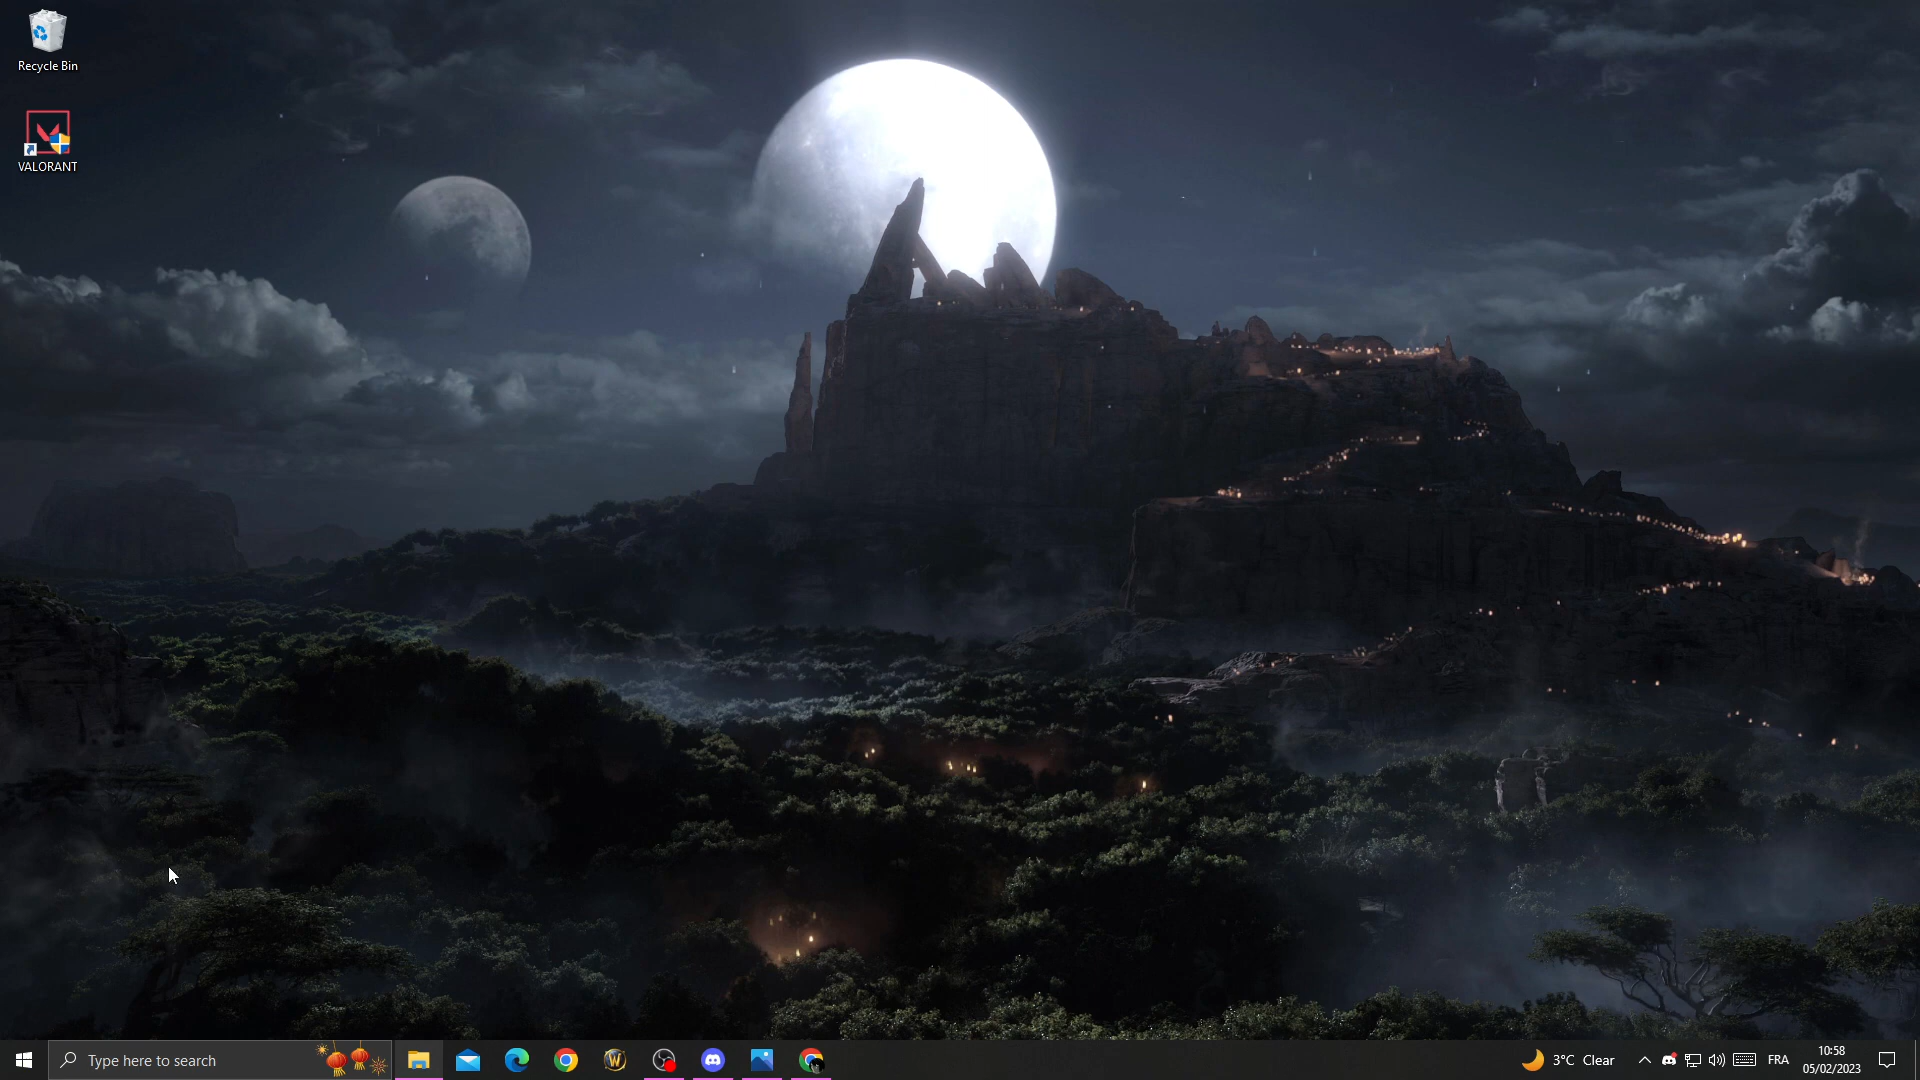 Recycle Bin
VALORANT
Type here to search
W
3°C Clear
FRA
10:58
05/02/2023